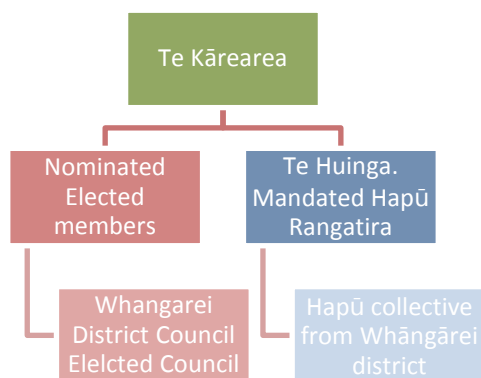 Te Kārearea
Nominated
Elected
members
Te Huinga.
Mandated Hapū
Rangatira
Whangarei
District Council
Elelcted Council
Hapū collective
from Whāngārei
district